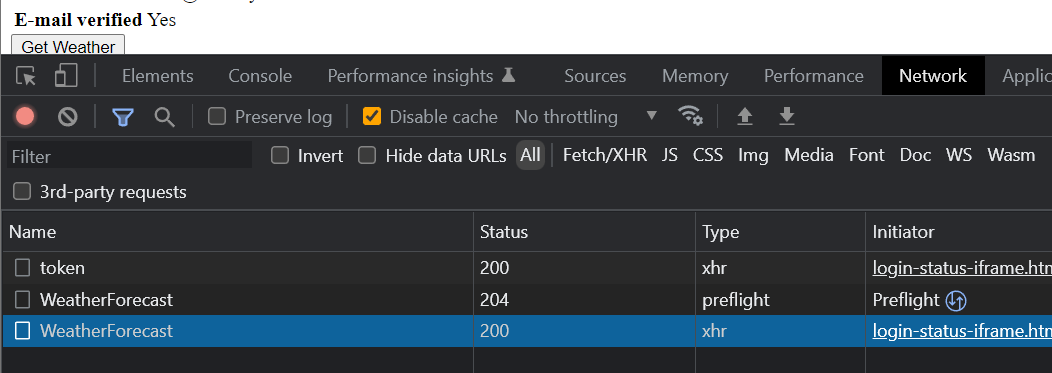 E-mail verified Yes
Get Weather
Elements Console Performance insights Sources Memory Performance Network Applic
Preserve log Disable cache No throttling
Filter Invert Hide data URLs All Fetch/XHR JS CSS Img Media Font Doc WS Wasm
3rd-party requests
Name Status Type Initiator
token 200 xhr login-status-iframe.htm
WeatherForecast 204 preflight Preflight
WeatherForecast 200 xhr login-status-iframe.htm